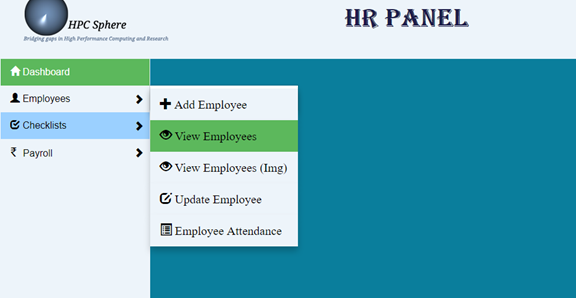 HPC Sphere
Bridging gaps in High Performance Computing and Research
HR PANEL
Dashboard
Employees
Checklists
₹ Payroll
Add Employee
View Employees
View Employees (Img)
Update Employee
Employee Attendance